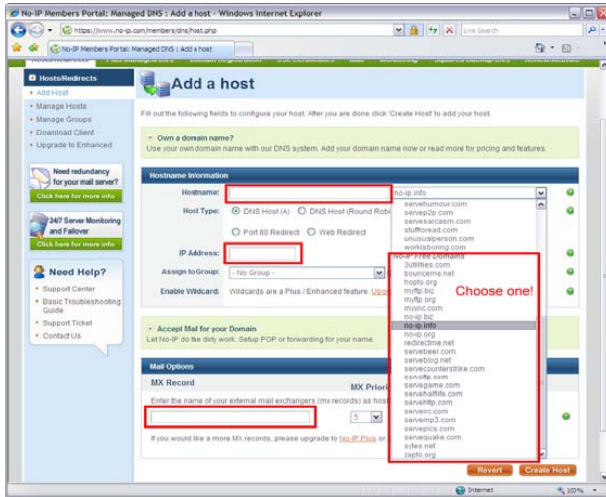 No-IP Members Portal: Managed DNS : Add a host - Windows Internet Explorer
https://www.no-ip.com/members/dns/host.php
Live Search
No-IP Members Portal: Managed DNS : Add a host
Hosts/Redirects
Add Host
Manage Hosts
Manage Groups
Download Client
Upgrade to Enhanced
Need redundancy
for your mail server?
Click here for more info
24/7 Server Monitoring
and Failover
Click here for more info
Need Help?
Support Center
Basic Troubleshooting
Guide
Support Ticket
Contact Us
Add a host
Fill out the following fields to configure your host. After you are done click 'Create Host' to add your host.
Own a domain name?
Use your own domain name with our DNS system. Add your domain name now or read more for pricing and features.
Hostname Information
Hostname:
no-ip.info
Host Type:
DNS Host (A) DNS Host (Round Robi
Port 80 Redirect Web Redirect
IP Address:
Assign to Group:
- No Group -
Enable Wildcard:
Wildcards are a Plus / Enhanced feature.
servehumour.com
servep2p.com
servesarcasm.com
stuffforead.com
unusualperson.com
workisboring.com
No-IP Free Domains
3utilities.com
bounceme.net
hopto.org
myftp.biz
myftp.org
myvnc.com
no-ip.biz
no-ip.info
no-ip.org
redirectme.net
servebeer.com
serveblog.net
servecounterstrike.com
serveftp.com
servegame.com
servehalflife.com
servehttp.com
serveirc.com
servemp3.com
servepics.com
servequake.com
sytes.net
zapto.org
Choose one!
Accept Mail for your Domain
Let No-IP do the dirty work. Setup POP or forwarding for your name.
Mail Options
MX Record
MX Priori
Enter the name of your external mail exchangers (mx records) as host
5
If you would like a more MX records, please upgrade to No-IP Plus or
Revert
Create Host
Internet
100%